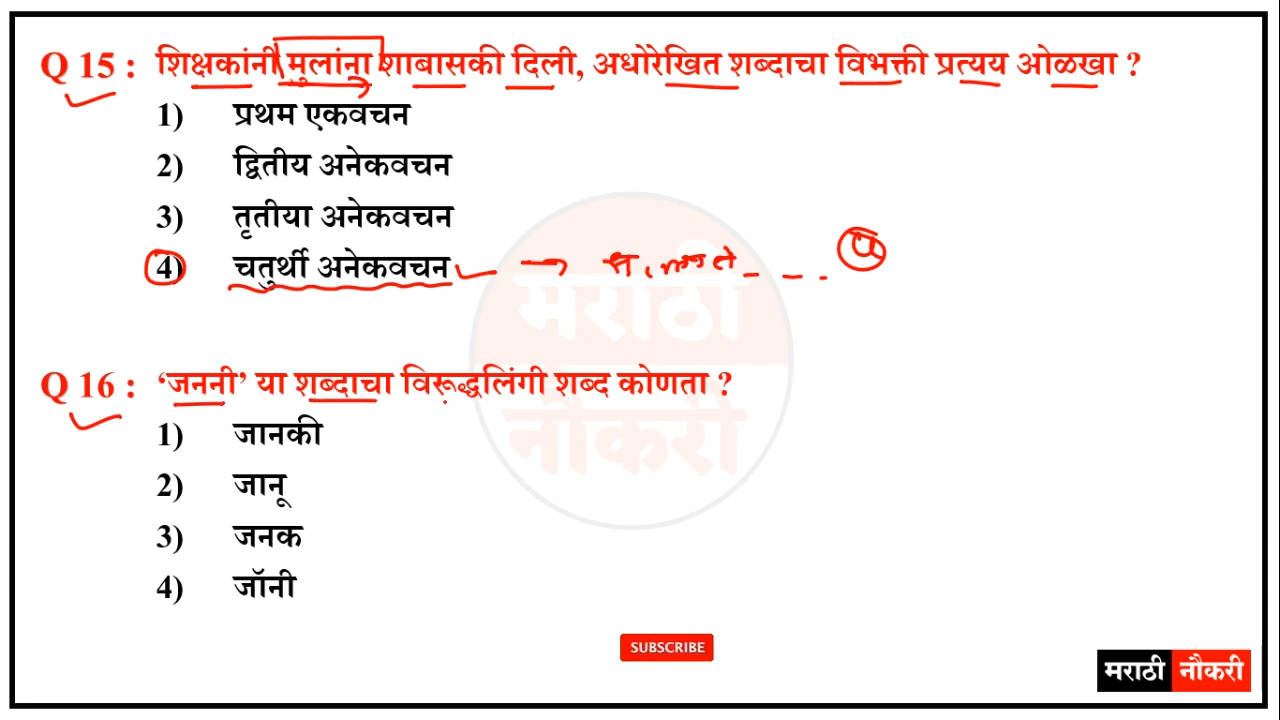 Q 15 : शिक्षकांनी मुलांना शाबासकी दिली, अधोरेखित शब्दाचा विभक्ती प्रत्यय ओळखा ?
1) प्रथम एकवचन
2) द्वितीय अनेकवचन
3) तृतीया अनेकवचन
4) चतुर्थी अनेकवचन
Q 16 : ‘जननी’ या शब्दाचा विरूद्धलिंगी शब्द कोणता ?
1) जानकी
2) जानू
3) जनक
4) जॉनी
मराठी
नौकरी
SUBSCRIBE
मराठी नौकरी